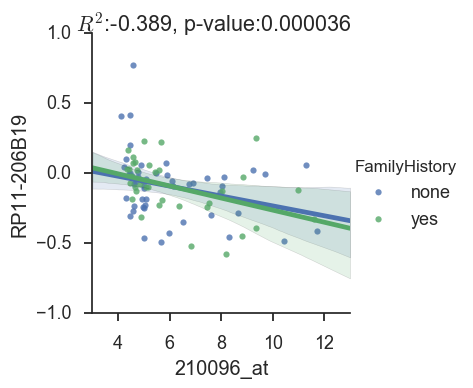 R²:-0.389, p-value:0.000036
1.0
0.5
0.0
−0.5
−1.0
RP11-206B19
4 6 8 10 12
210096_at
FamilyHistory
none
yes